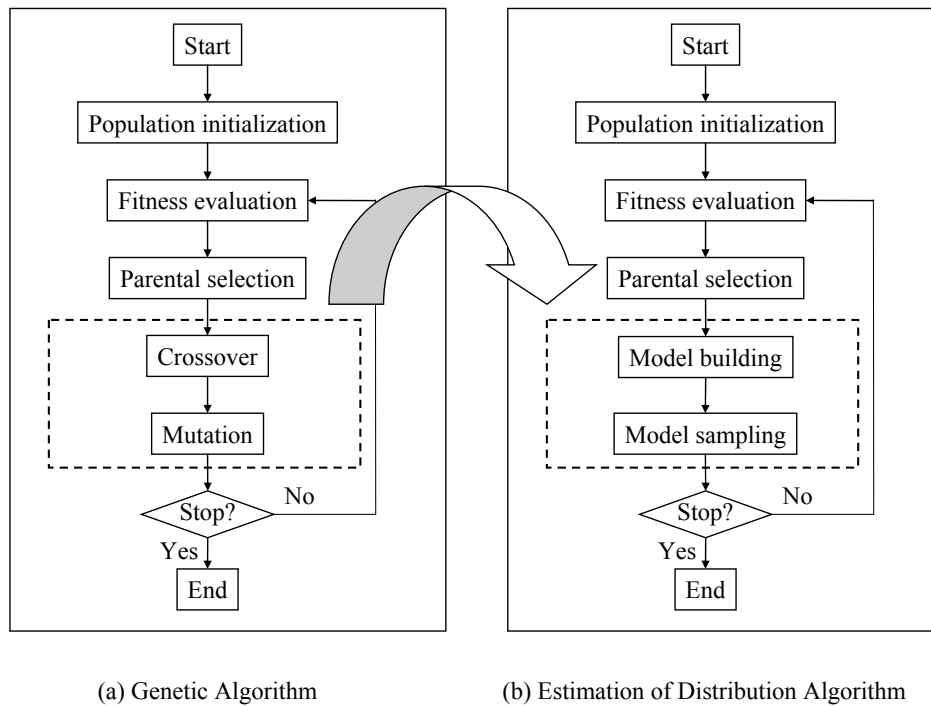 Start
Population initialization
Fitness evaluation
Parental selection
Crossover
Mutation
Stop?
No
Yes
End
(a) Genetic Algorithm
Start
Population initialization
Fitness evaluation
Parental selection
Model building
Model sampling
Stop?
No
Yes
End
(b) Estimation of Distribution Algorithm